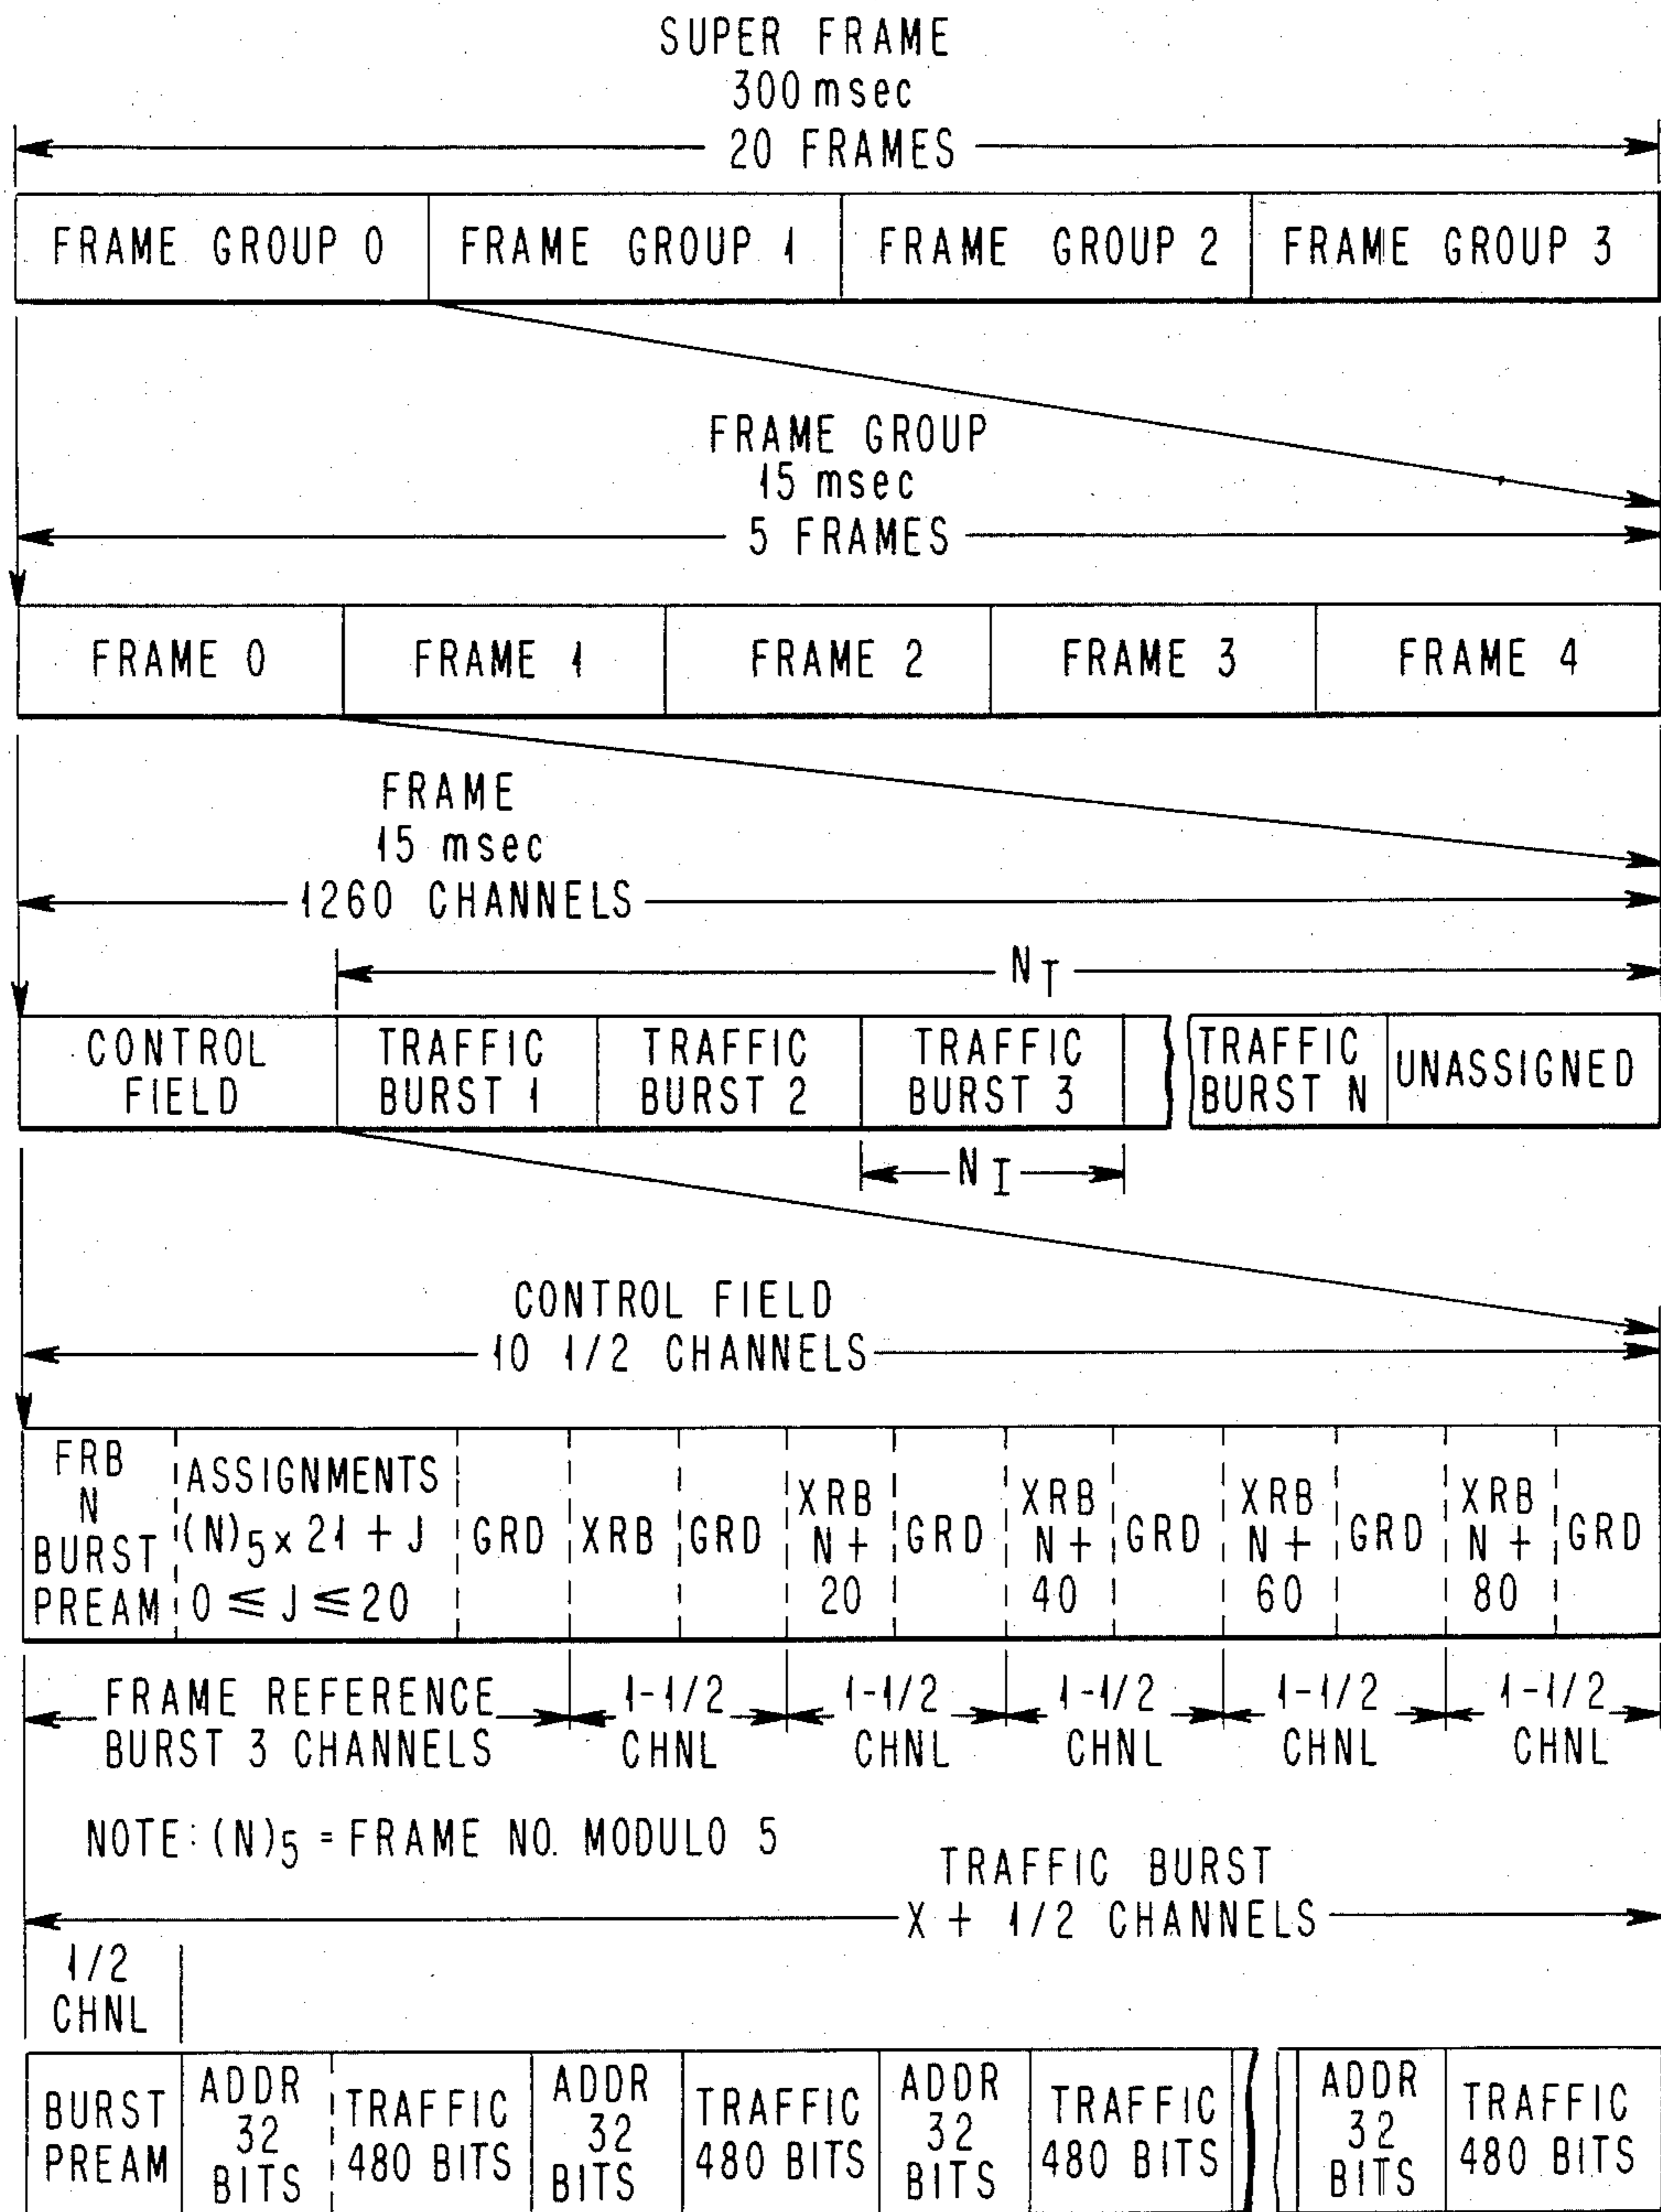 SUPER FRAME
300 msec
20 FRAMES
FRAME GROUP 0 FRAME GROUP 1 FRAME GROUP 2 FRAME GROUP 3
FRAME GROUP
15 msec
5 FRAMES
FRAME 0 FRAME 1 FRAME 2 FRAME 3 FRAME 4
FRAME
15 msec
1260 CHANNELS
NT
CONTROL FIELD TRAFFIC BURST 1 TRAFFIC BURST 2 TRAFFIC BURST 3 TRAFFIC BURST N UNASSIGNED
NI
CONTROL FIELD
10 1/2 CHANNELS
FRB N BURST PREAM ASSIGNMENTS (N)5 x 21 + J 0 ≤ J ≤ 20 GRD XRB GRD XRB N + 20 GRD XRB N + 40 GRD XRB N + 60 GRD XRB N + 80 GRD
FRAME REFERENCE BURST 3 CHANNELS 1-1/2 CHNL 1-1/2 CHNL 1-1/2 CHNL 1-1/2 CHNL 1-1/2 CHNL
NOTE: (N)5 = FRAME NO. MODULO 5
TRAFFIC BURST
X + 1/2 CHANNELS
1/2
CHNL
BURST PREAM ADDR 32 BITS TRAFFIC 480 BITS ADDR 32 BITS TRAFFIC 480 BITS ADDR 32 BITS TRAFFIC 480 BITS ADDR 32 BITS TRAFFIC 480 BITS